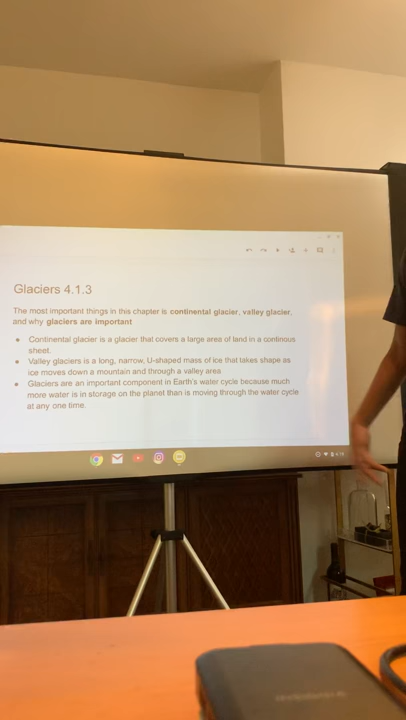 Glaciers 4.1.3
The most important things in this chapter is continental glacier, valley glacier,
and why glaciers are important
● Continental glacier is a glacier that covers a large area of land in a continous
sheet.
● Valley glaciers is a long, narrow, U-shaped mass of ice that takes shape as
ice moves down a mountain and through a valley area
● Glaciers are an important component in Earth's water cycle because much
more water is in storage on the planet than is moving through the water cycle
at any one time.